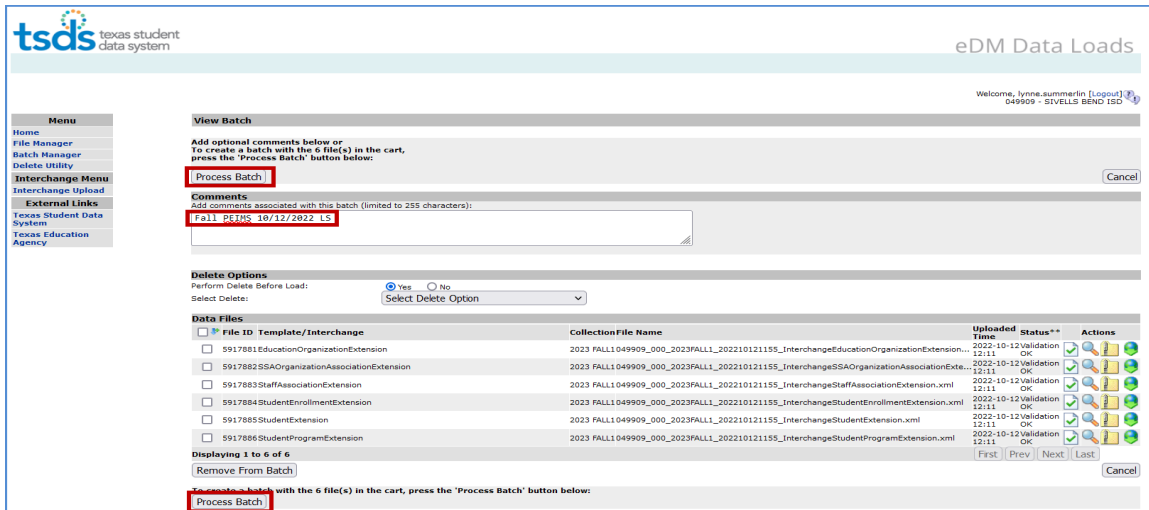 tsds texas student data system
eDM Data Loads
Welcome, lynne.summerlin [Logout]
049909 - SIVELLS BEND ISD
Menu
Home
File Manager
Batch Manager
Delete Utility
Interchange Menu
Interchange Upload
External Links
Texas Student Data System
Texas Education Agency
View Batch
Add optional comments below or
To create a batch with the 6 file(s) in the cart,
press the 'Process Batch' button below:
Process Batch Cancel
Comments
Add comments associated with this batch (limited to 255 characters):
Fall PEIMS 10/12/2022 LS
Delete Options
Perform Delete Before Load: Yes No
Select Delete: Select Delete Option
Data Files
File ID Template/Interchange Collection File Name Uploaded Time Status** Actions
5917881 EducationOrganizationExtension 2023 FALL1 049909_000_2023FALL1_202210121155_InterchangeEducationOrganizationExtension... 2022-10-12 12:11 Validation OK
5917882 SSAOrganizationAssociationExtension 2023 FALL1 049909_000_2023FALL1_202210121155_InterchangeSSAOrganizationAssociationExte... 2022-10-12 12:11 Validation OK
5917883 StaffAssociationExtension 2023 FALL1 049909_000_2023FALL1_202210121155_InterchangeStaffAssociationExtension.xml 2022-10-12 12:11 Validation OK
5917884 StudentEnrollmentExtension 2023 FALL1 049909_000_2023FALL1_202210121155_InterchangeStudentEnrollmentExtension.xml 2022-10-12 12:11 Validation OK
5917885 StudentExtension 2023 FALL1 049909_000_2023FALL1_202210121155_InterchangeStudentExtension.xml 2022-10-12 12:11 Validation OK
5917886 StudentProgramExtension 2023 FALL1 049909_000_2023FALL1_202210121155_InterchangeStudentProgramExtension.xml 2022-10-12 12:11 Validation OK
Displaying 1 to 6 of 6 First Prev Next Last
Remove From Batch Cancel
To create a batch with the 6 file(s) in the cart, press the 'Process Batch' button below:
Process Batch